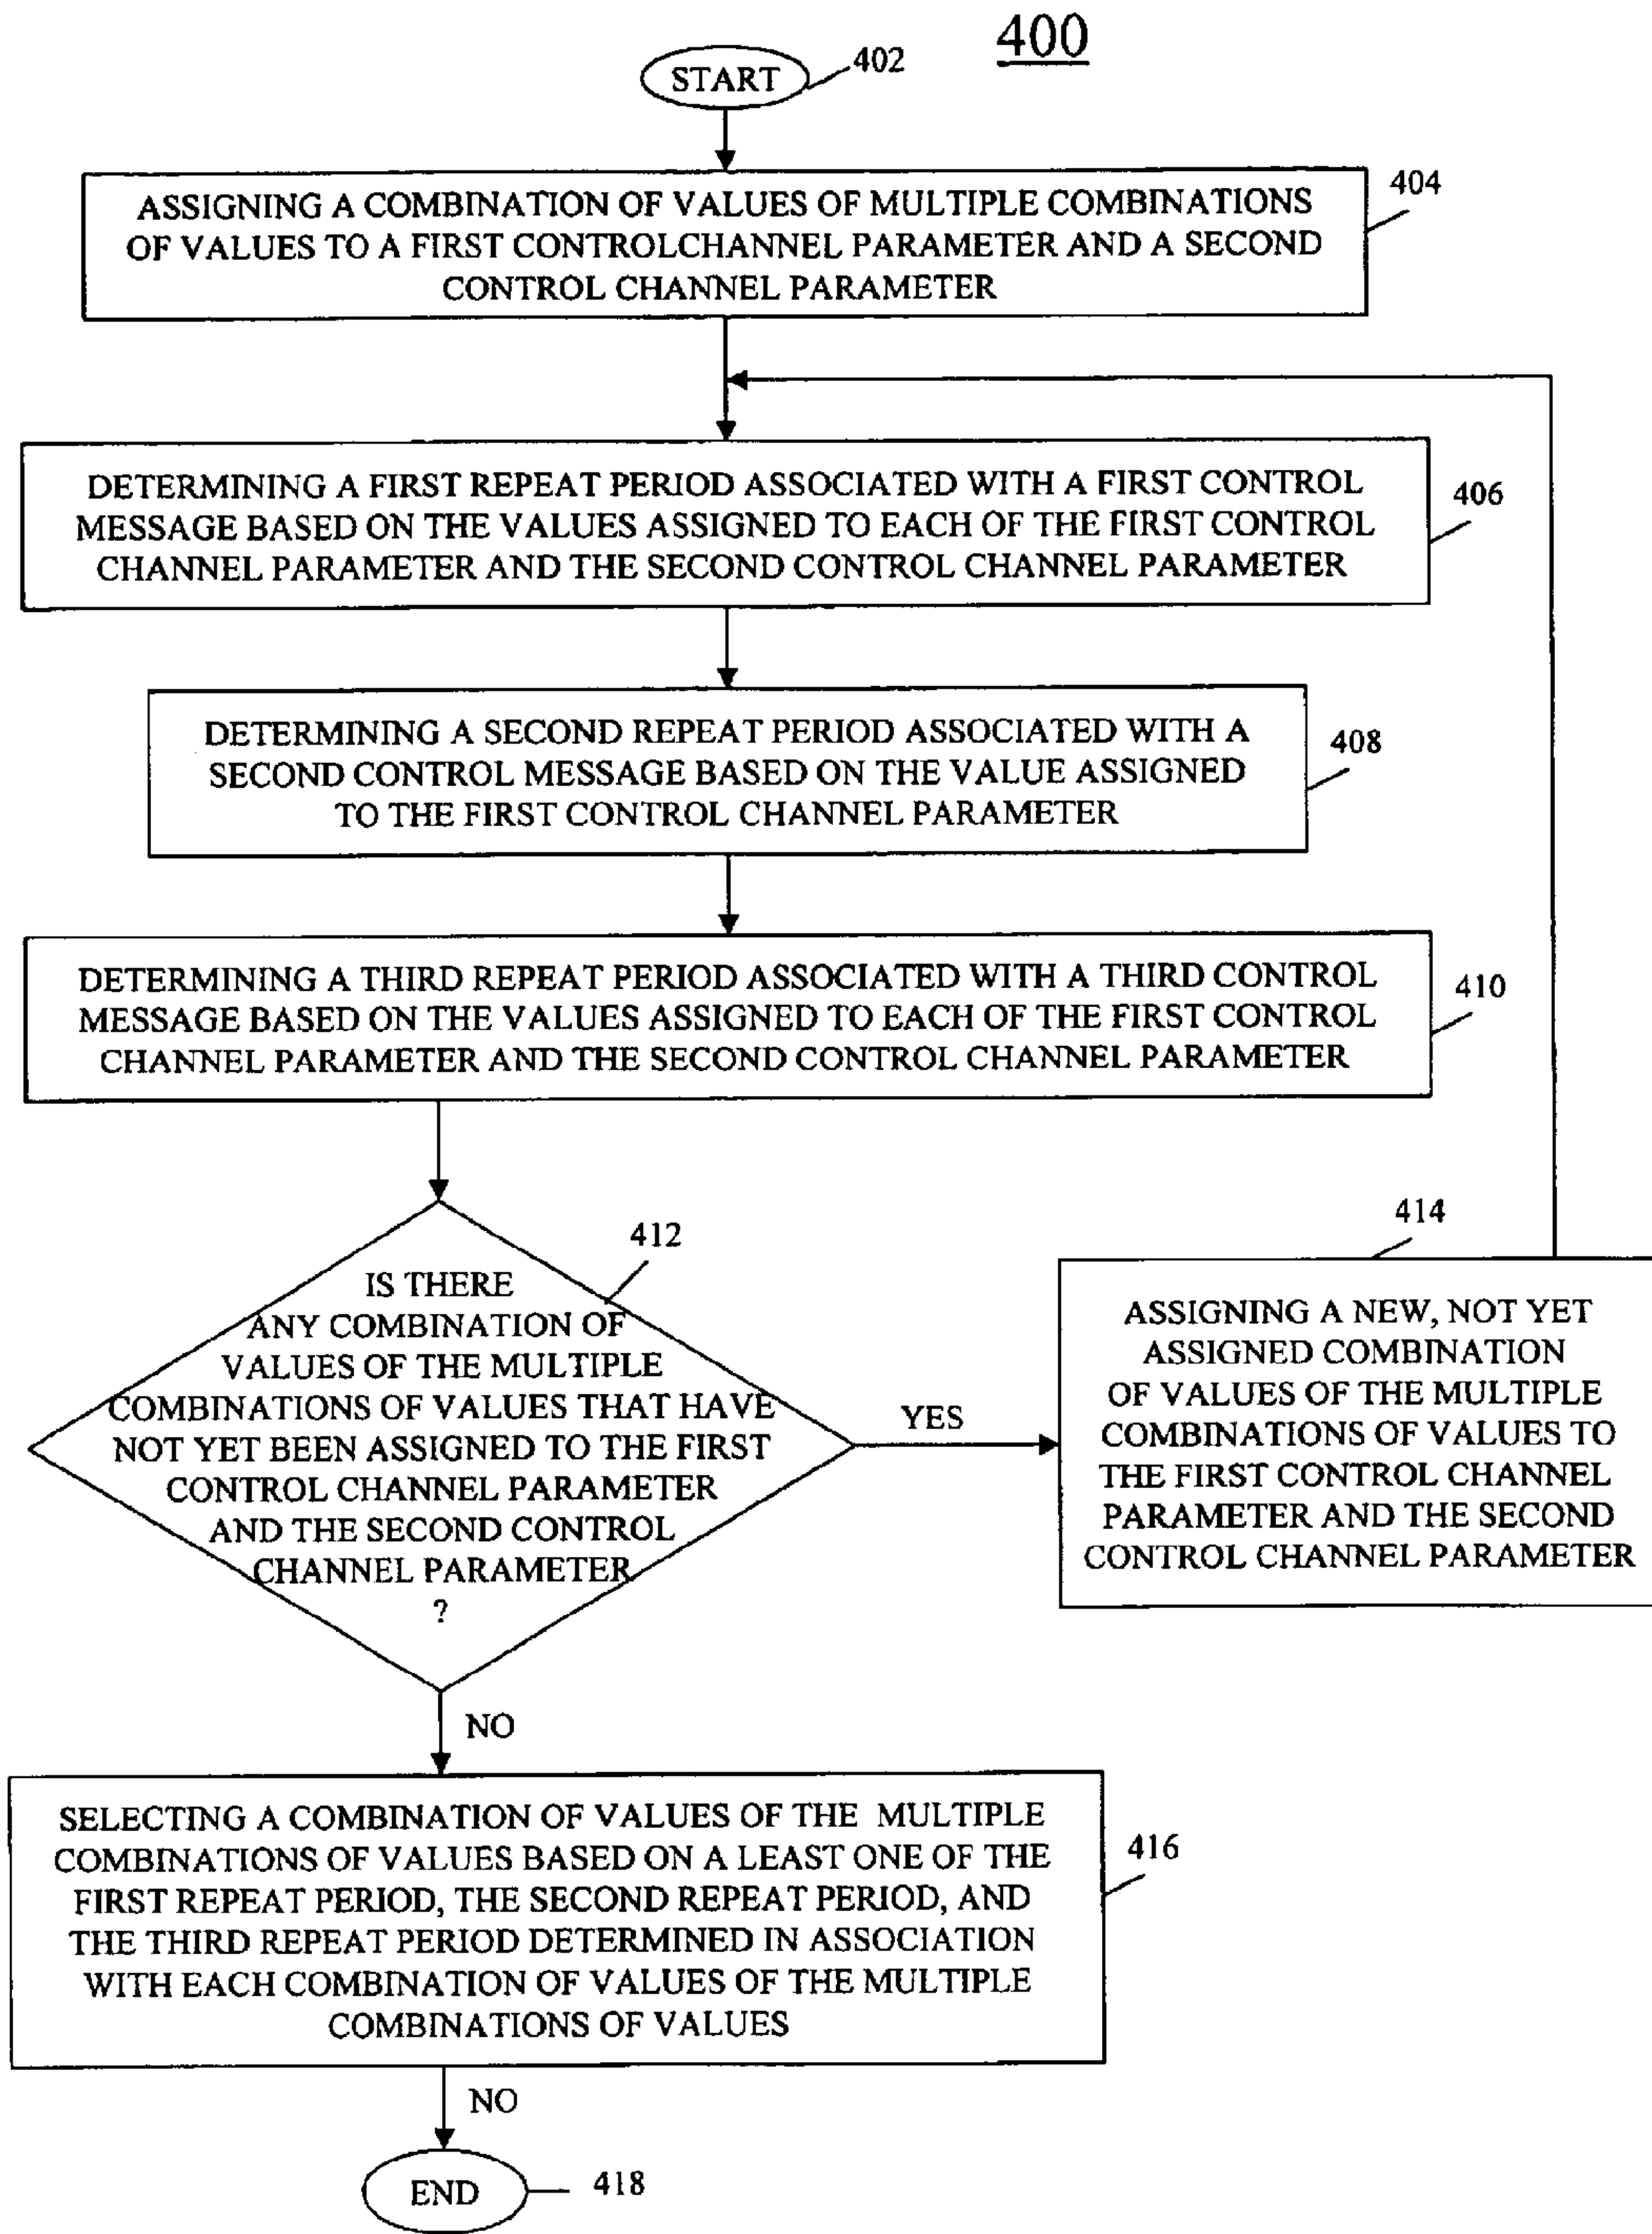 400
START
402
ASSIGNING A COMBINATION OF VALUES OF MULTIPLE COMBINATIONS
OF VALUES TO A FIRST CONTROLCHANNEL PARAMETER AND A SECOND
CONTROL CHANNEL PARAMETER
404
DETERMINING A FIRST REPEAT PERIOD ASSOCIATED WITH A FIRST CONTROL
MESSAGE BASED ON THE VALUES ASSIGNED TO EACH OF THE FIRST CONTROL
CHANNEL PARAMETER AND THE SECOND CONTROL CHANNEL PARAMETER
406
DETERMINING A SECOND REPEAT PERIOD ASSOCIATED WITH A
SECOND CONTROL MESSAGE BASED ON THE VALUE ASSIGNED
TO THE FIRST CONTROL CHANNEL PARAMETER
408
DETERMINING A THIRD REPEAT PERIOD ASSOCIATED WITH A THIRD CONTROL
MESSAGE BASED ON THE VALUES ASSIGNED TO EACH OF THE FIRST CONTROL
CHANNEL PARAMETER AND THE SECOND CONTROL CHANNEL PARAMETER
410
412
IS THERE
ANY COMBINATION OF
VALUES OF THE MULTIPLE
COMBINATIONS OF VALUES THAT HAVE
NOT YET BEEN ASSIGNED TO THE FIRST
CONTROL CHANNEL PARAMETER
AND THE SECOND CONTROL
CHANNEL PARAMETER
?
YES
414
ASSIGNING A NEW, NOT YET
ASSIGNED COMBINATION
OF VALUES OF THE MULTIPLE
COMBINATIONS OF VALUES TO
THE FIRST CONTROL CHANNEL
PARAMETER AND THE SECOND
CONTROL CHANNEL PARAMETER
NO
SELECTING A COMBINATION OF VALUES OF THE MULTIPLE
COMBINATIONS OF VALUES BASED ON A LEAST ONE OF THE
FIRST REPEAT PERIOD, THE SECOND REPEAT PERIOD, AND
THE THIRD REPEAT PERIOD DETERMINED IN ASSOCIATION
WITH EACH COMBINATION OF VALUES OF THE MULTIPLE
COMBINATIONS OF VALUES
416
NO
END
418